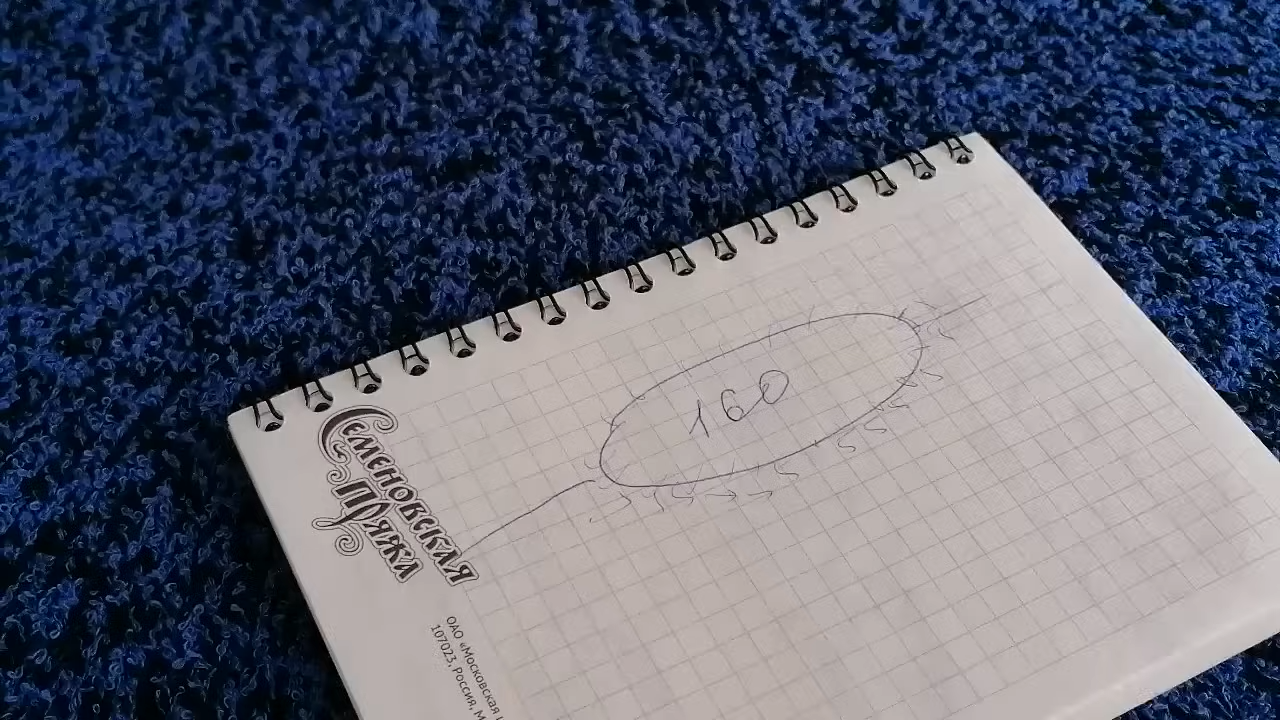 160
Семеновская
Пряжа
ОАО «Московская
107023, Россия, М